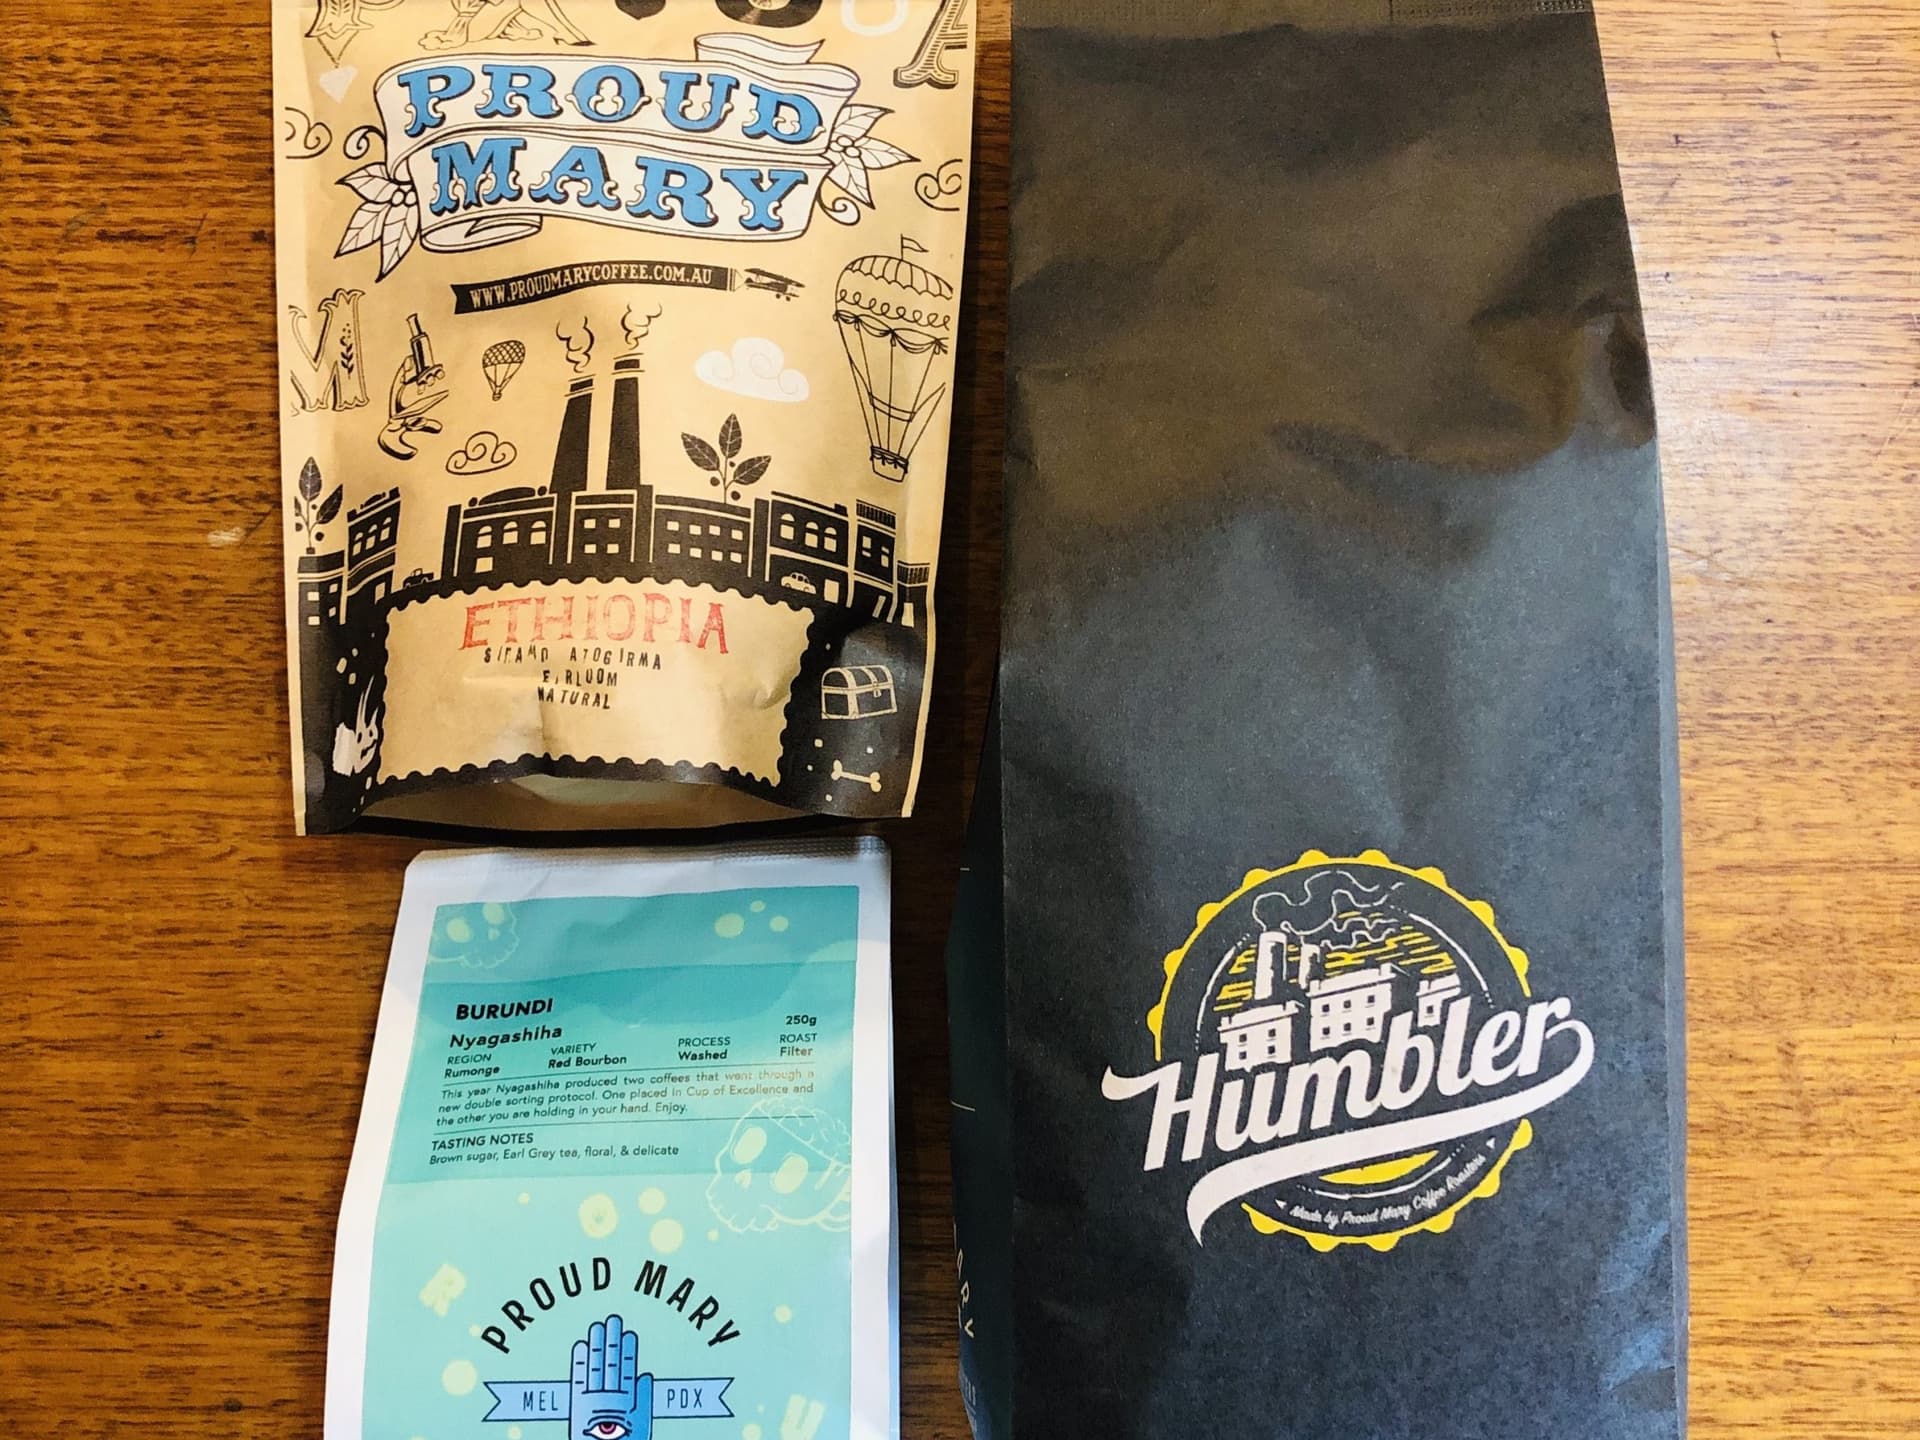 PROUD
MARY
WWW.PROUDMARYCOFFEE.COM.AU
M
ETHIOPIA
NATURAL
BURUNDI
Nyagashiha
250g
REGION
Rumonge
VARIETY
Red Bourbon
PROCESS
Washed
ROAST
Filter
This year Nyagashiha produced two coffees that went through a
new double sorting protocol. One placed in Cup of Excellence and
the other you are holding in your hand. Enjoy.
TASTING NOTES
Brown sugar, Earl Grey tea, floral, & delicate
PROUD MARY
MEL PDX
Humbler
Made by Proud Mary Coffee Roasters